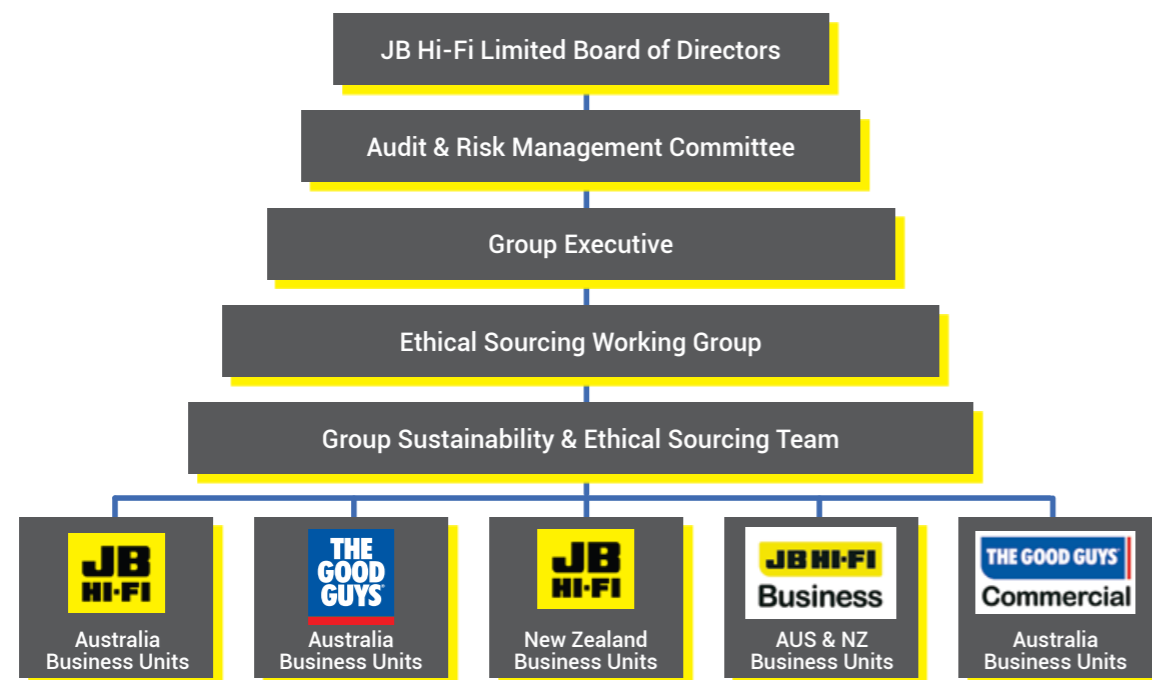 JB Hi-Fi Limited Board of Directors
Audit & Risk Management Committee
Group Executive
Ethical Sourcing Working Group
Group Sustainability & Ethical Sourcing Team
JB
HI-FI
Australia
Business Units
THE
GOOD
GUYS
Australia
Business Units
JB
HI-FI
New Zealand
Business Units
JB HI-FI
Business
AUS & NZ
Business Units
THE GOOD GUYS
Commercial
Australia
Business Units